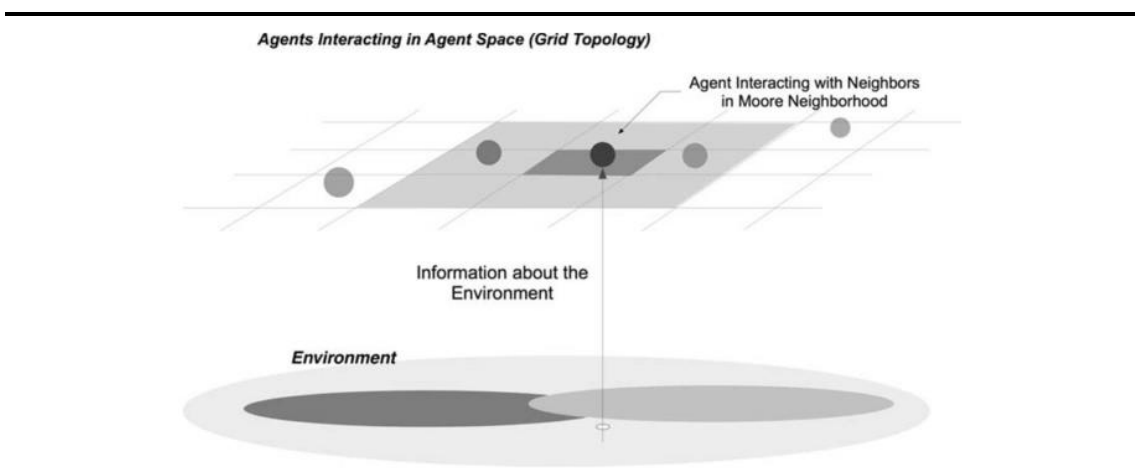 Agents Interacting in Agent Space (Grid Topology)
Agent Interacting with Neighbors
in Moore Neighborhood
Information about the
Environment
Environment